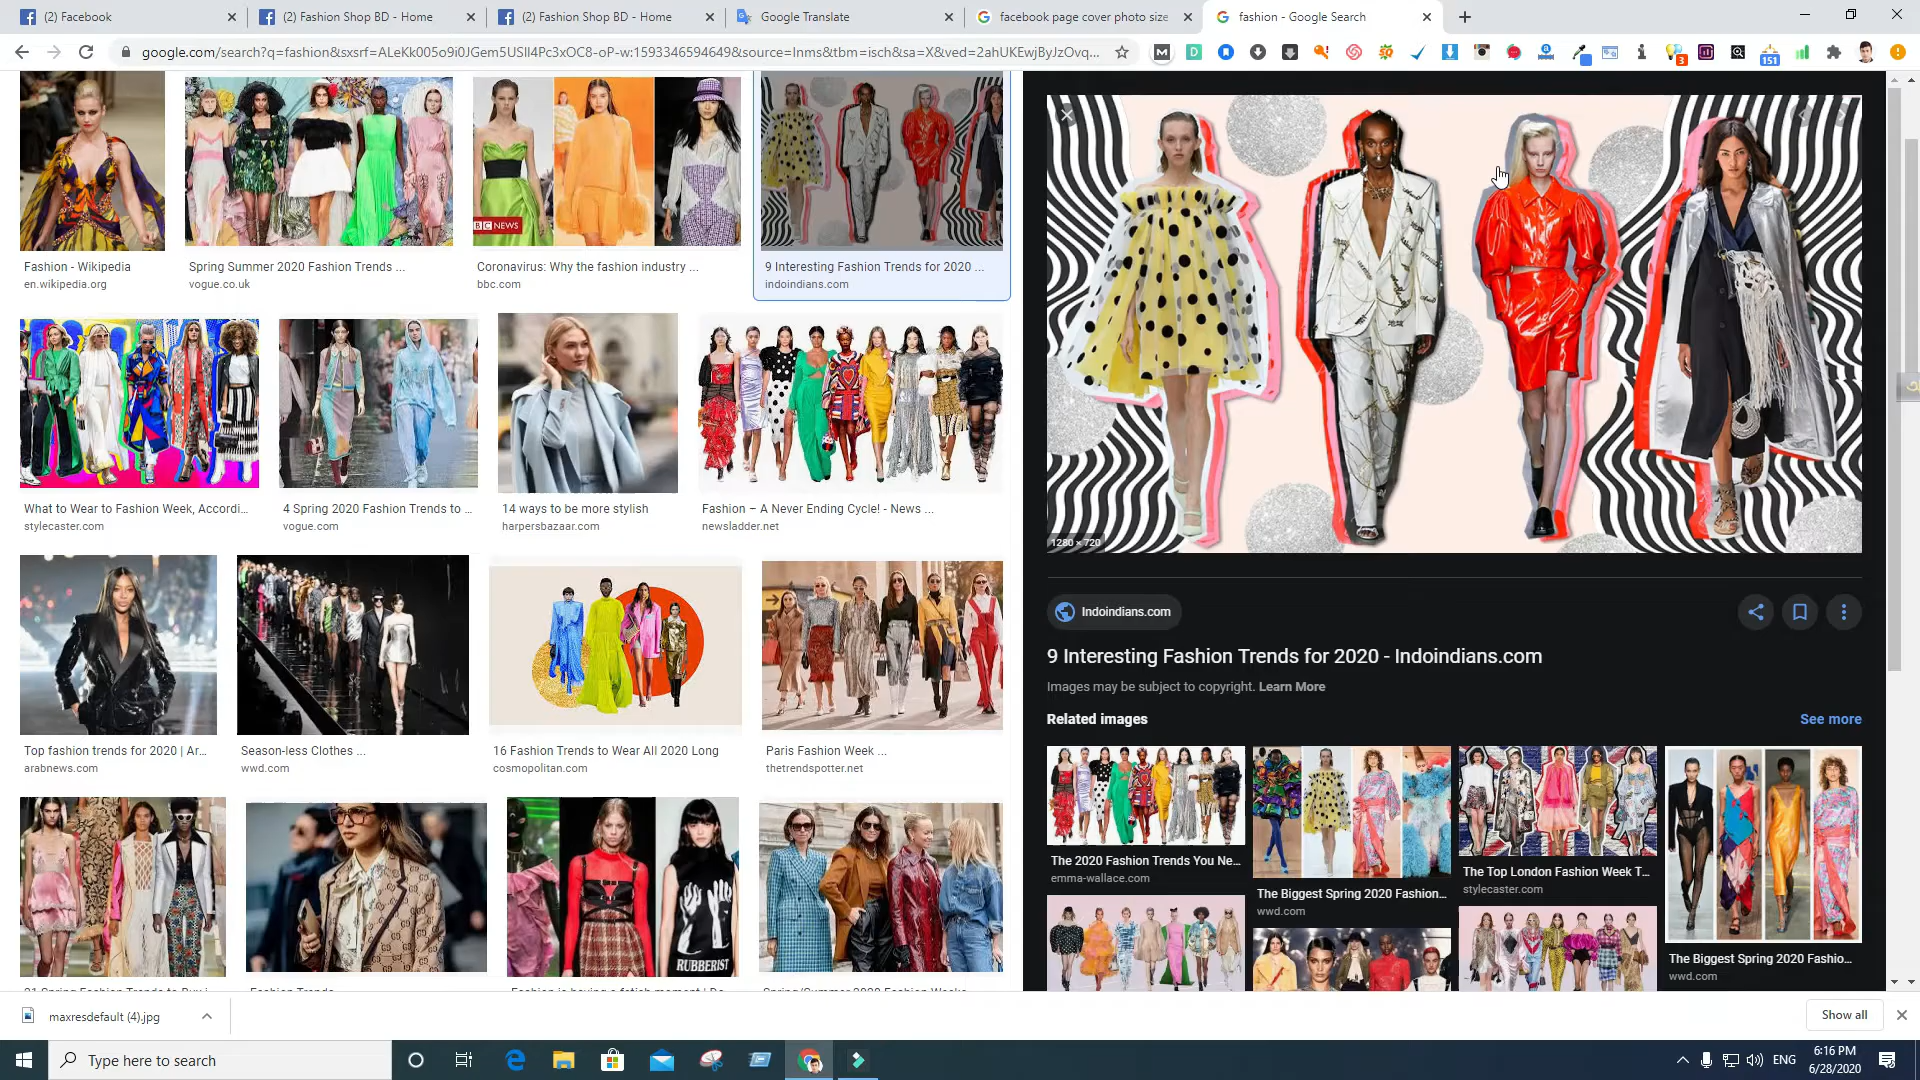 (2) Facebook
(2) Fashion Shop BD - Home
(2) Fashion Shop BD - Home
Google Translate
facebook page cover photo size
fashion - Google Search
google.com/search?q=fashion&sxsrf=ALeKk005o9i0JGem5USIl4Pc3xOC8-oP-w:1593346594649&source=lnms&tbm=isch&sa=X&ved=2ahUKEwjByJzOvq...
3
151
BBC NEWS
Fashion - Wikipedia
en.wikipedia.org
Spring Summer 2020 Fashion Trends ...
vogue.co.uk
Coronavirus: Why the fashion industry ...
bbc.com
9 Interesting Fashion Trends for 2020 ...
indoindians.com
What to Wear to Fashion Week, Accordi...
stylecaster.com
4 Spring 2020 Fashion Trends to ...
vogue.com
14 ways to be more stylish
harpersbazaar.com
Fashion – A Never Ending Cycle! - News ...
newsladder.net
Top fashion trends for 2020 | Ar...
arabnews.com
Season-less Clothes ...
wwd.com
16 Fashion Trends to Wear All 2020 Long
cosmopolitan.com
Paris Fashion Week ...
thetrendspotter.net
RUBBERIST
1280 × 720
Indoindians.com
9 Interesting Fashion Trends for 2020 - Indoindians.com
Images may be subject to copyright. Learn More
Related images
See more
The 2020 Fashion Trends You Ne...
emma-wallace.com
The Biggest Spring 2020 Fashion...
wwd.com
The Top London Fashion Week T...
stylecaster.com
The Biggest Spring 2020 Fashio...
wwd.com
maxresdefault (4).jpg
Show all
Type here to search
ENG
6:16 PM
6/28/2020